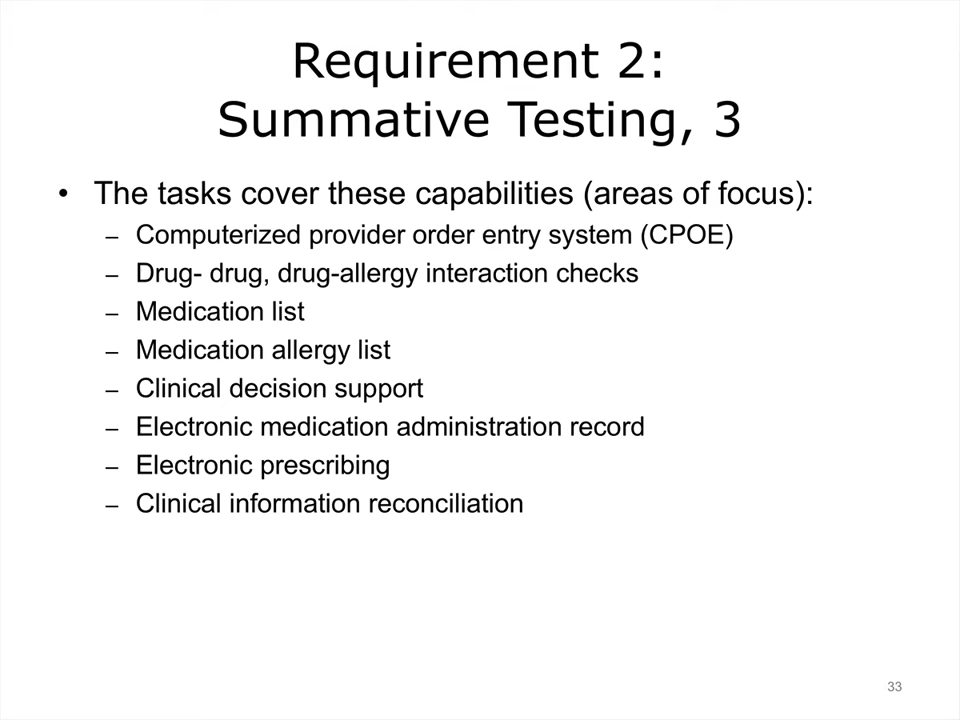 Requirement 2:
Summative Testing, 3
• The tasks cover these capabilities (areas of focus):
– Computerized provider order entry system (CPOE)
– Drug- drug, drug-allergy interaction checks
– Medication list
– Medication allergy list
– Clinical decision support
– Electronic medication administration record
– Electronic prescribing
– Clinical information reconciliation
33